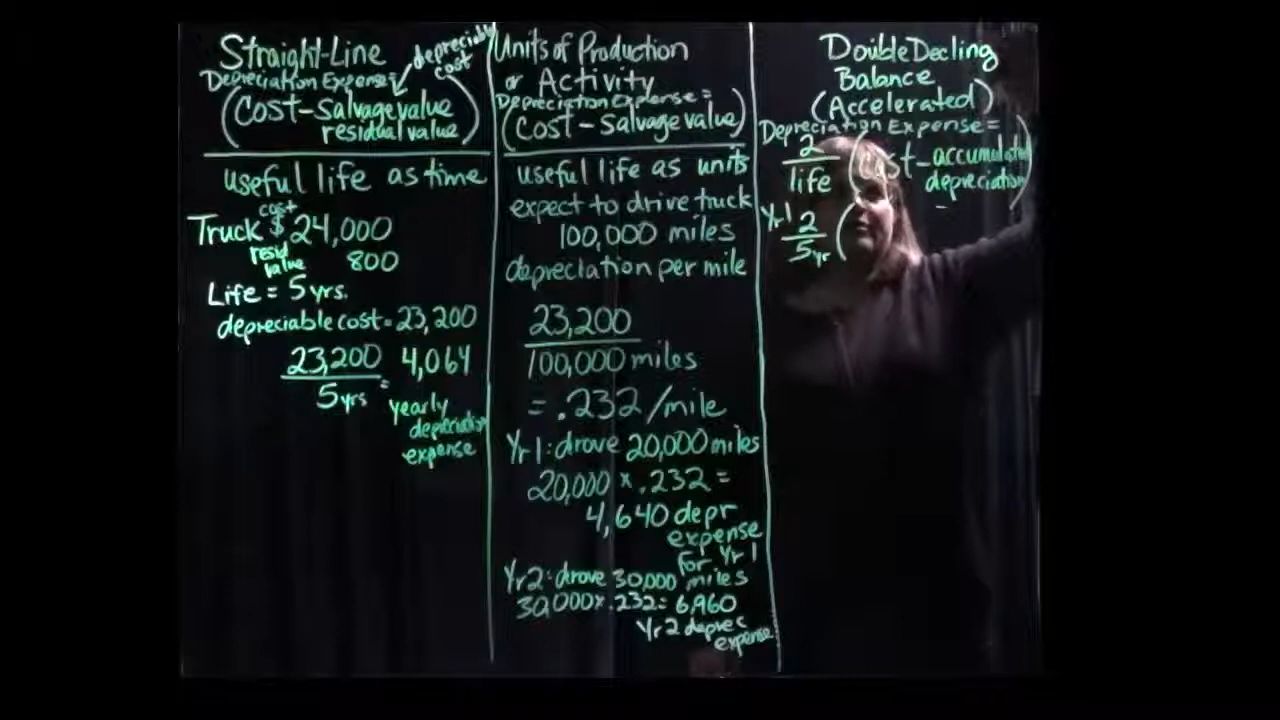 Straight-Line
depreciable
cost
Depreciation Expense =
(Cost - Salvage value
residual value)
useful life as time
Truck cost $ 24,000
resid value 800
Life = 5 yrs.
depreciable cost = 23,200
23,200
5 yrs
= 4,064
yearly
depreciation
expense
Units of Production
or Activity
Depreciation Expense =
(Cost - Salvage value)
useful life as units
expect to drive truck
100,000 miles
depreciation per mile
23,200
100,000 miles
= .232 / mile
Yr 1: drove 20,000 miles
20,000 x .232 =
4,640 depr
expense
for Yr 1
Yr 2: drove 30,000 miles
30,000 x .232 = 6,960
Yr 2 deprec
expense
Double Decling
Balance
(Accelerated)
Depreciation Expense =
2
life
(cost - accumulated
depreciation)
Yr 1 2
5 yr (